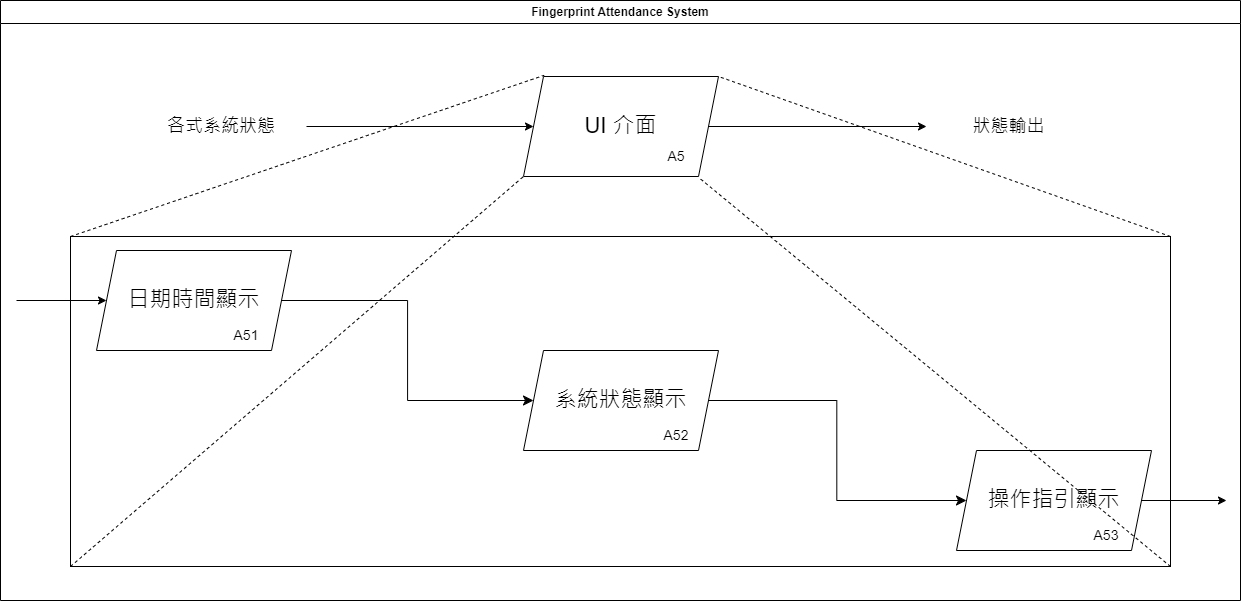 Fingerprint Attendance System
各式系統狀態
UI 介面
A5
狀態輸出
日期時間顯示
A51
系統狀態顯示
A52
操作指引顯示
A53